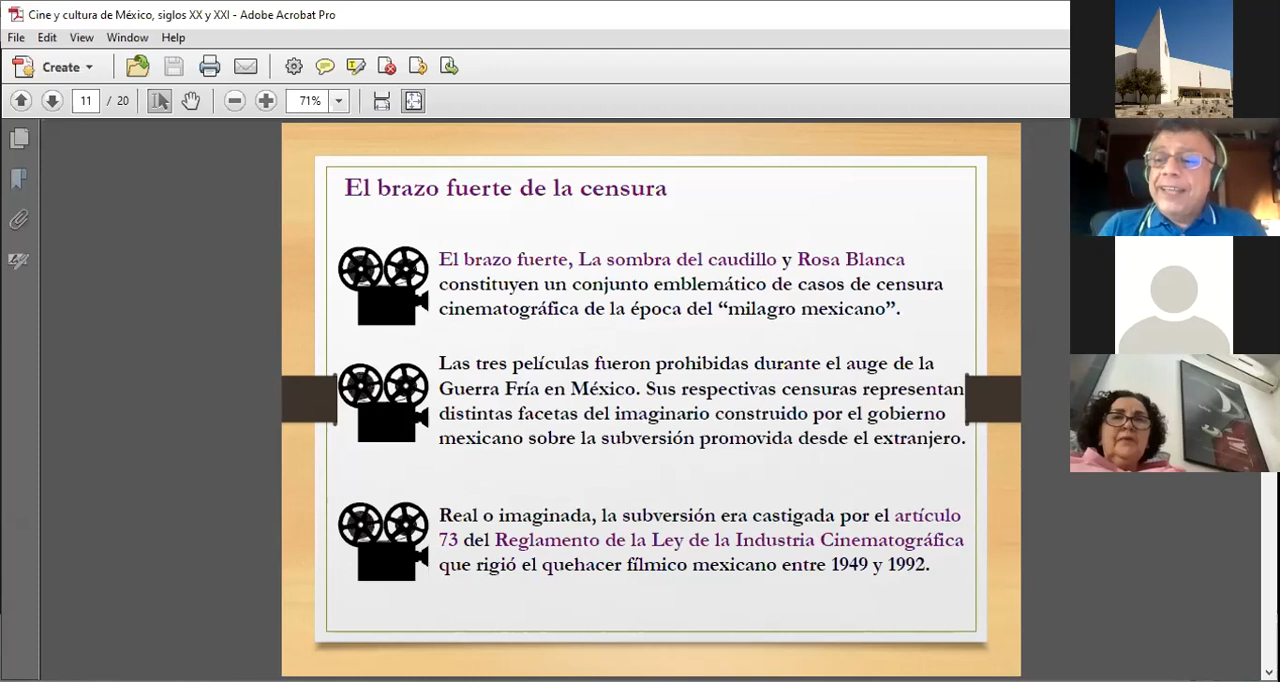 Cine y cultura de México, siglos XX y XXI - Adobe Acrobat Pro
File Edit View Window Help
Create
11 / 20 71%
El brazo fuerte de la censura
El brazo fuerte, La sombra del caudillo y Rosa Blanca
constituyen un conjunto emblemático de casos de censura
cinematográfica de la época del “milagro mexicano”.
Las tres películas fueron prohibidas durante el auge de la
Guerra Fría en México. Sus respectivas censuras representan
distintas facetas del imaginario construido por el gobierno
mexicano sobre la subversión promovida desde el extranjero.
Real o imaginada, la subversión era castigada por el artículo
73 del Reglamento de la Ley de la Industria Cinematográfica
que rigió el quehacer fílmico mexicano entre 1949 y 1992.